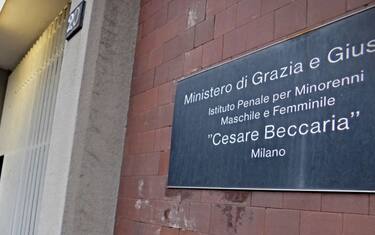 Ministero di Grazia e Gius
Istituto Penale per Minorenni
Maschile e Femminile
"Cesare Beccaria"
Milano